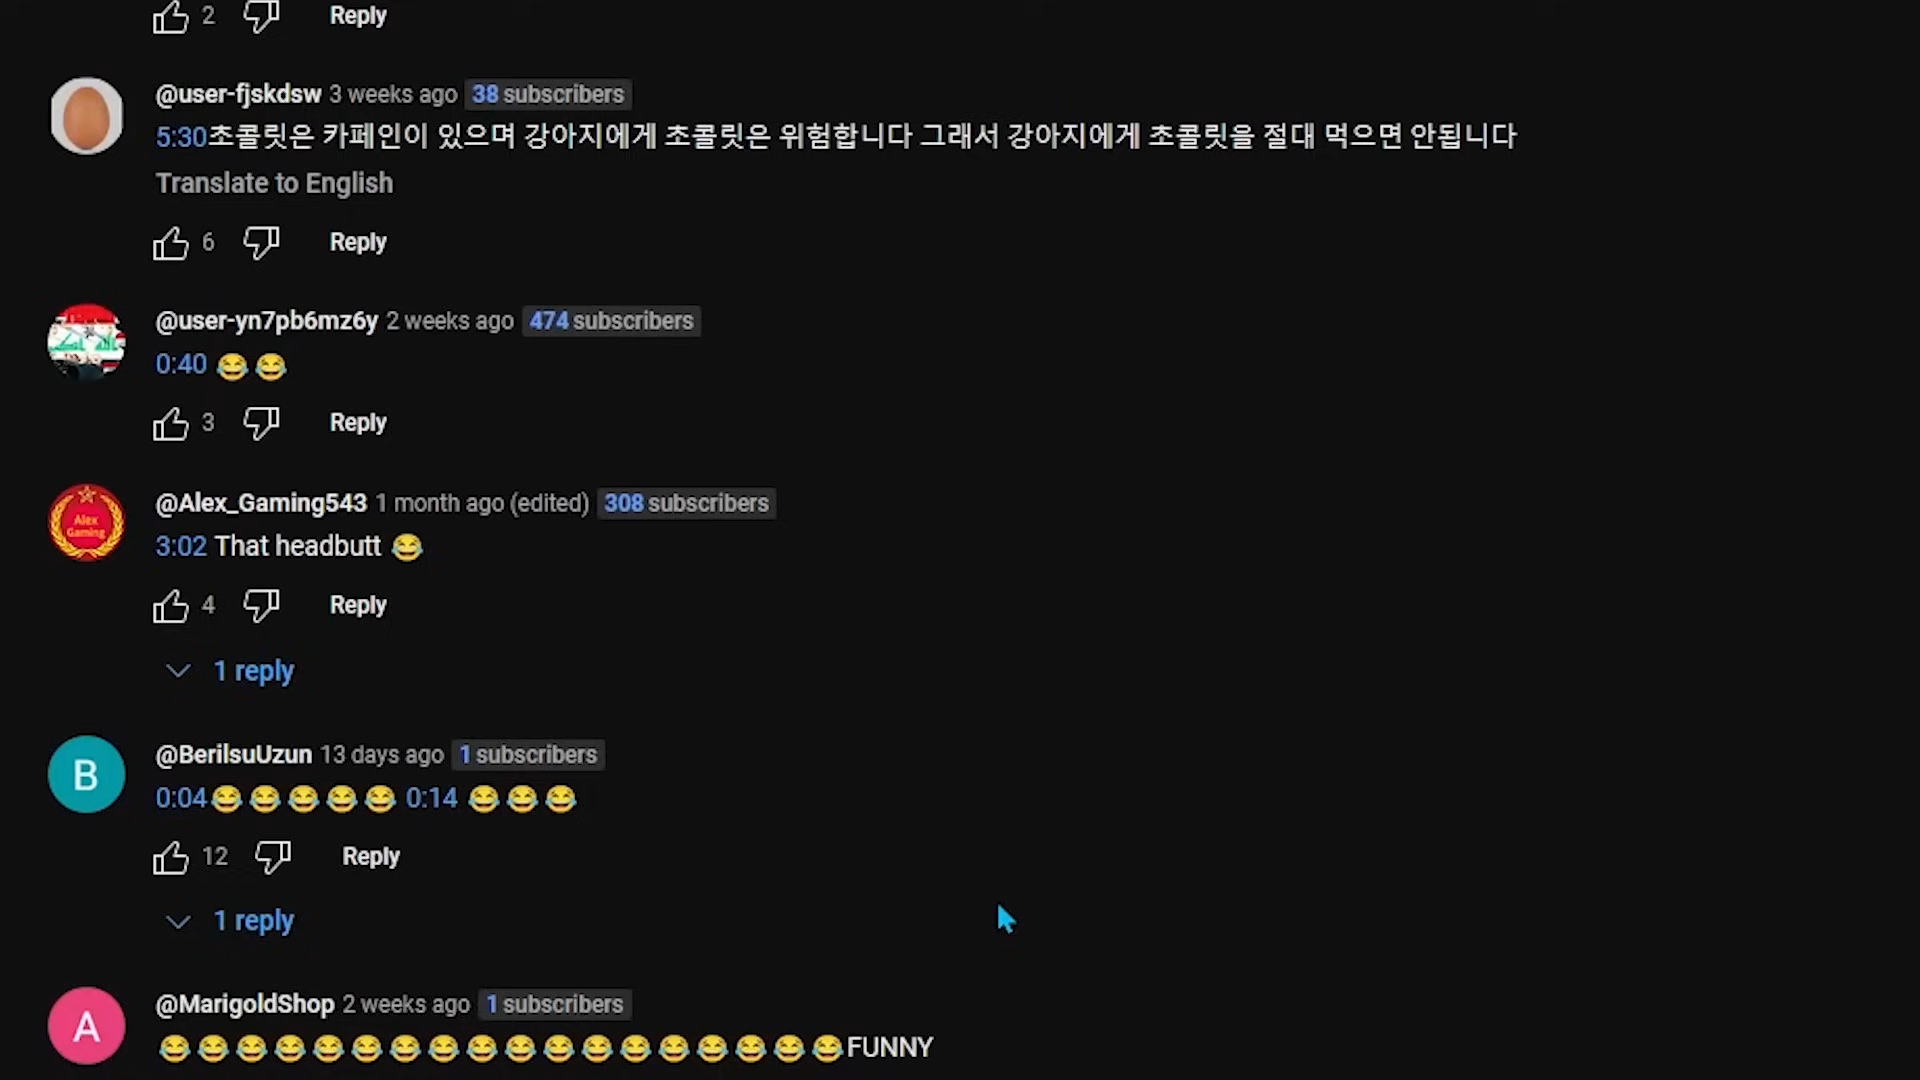 2 Reply
@user-fjskdsw 3 weeks ago 38 subscribers
5:30초콜릿은 카페인이 있으며 강아지에게 초콜릿은 위험합니다 그래서 강아지에게 초콜릿을 절대 먹으면 안됩니다
Translate to English
6 Reply
@user-yn7pb6mz6y 2 weeks ago 474 subscribers
0:40 😂😂
3 Reply
Alex Gaming
@Alex_Gaming543 1 month ago (edited) 308 subscribers
3:02 That headbutt 😂
4 Reply
1 reply
B
@BerilsuUzun 13 days ago 1 subscribers
0:04😂😂😂😂😂 0:14 😂😂😂
12 Reply
1 reply
A
@MarigoldShop 2 weeks ago 1 subscribers
😂😂😂😂😂😂😂😂😂😂😂😂😂😂😂😂😂😂FUNNY